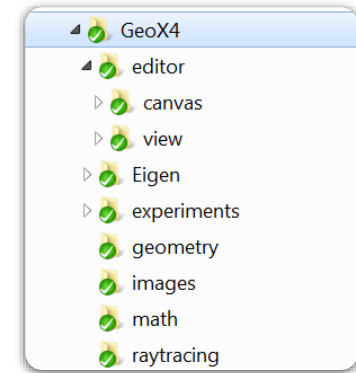 GeoX4
editor
canvas
view
Eigen
experiments
geometry
images
math
raytracing